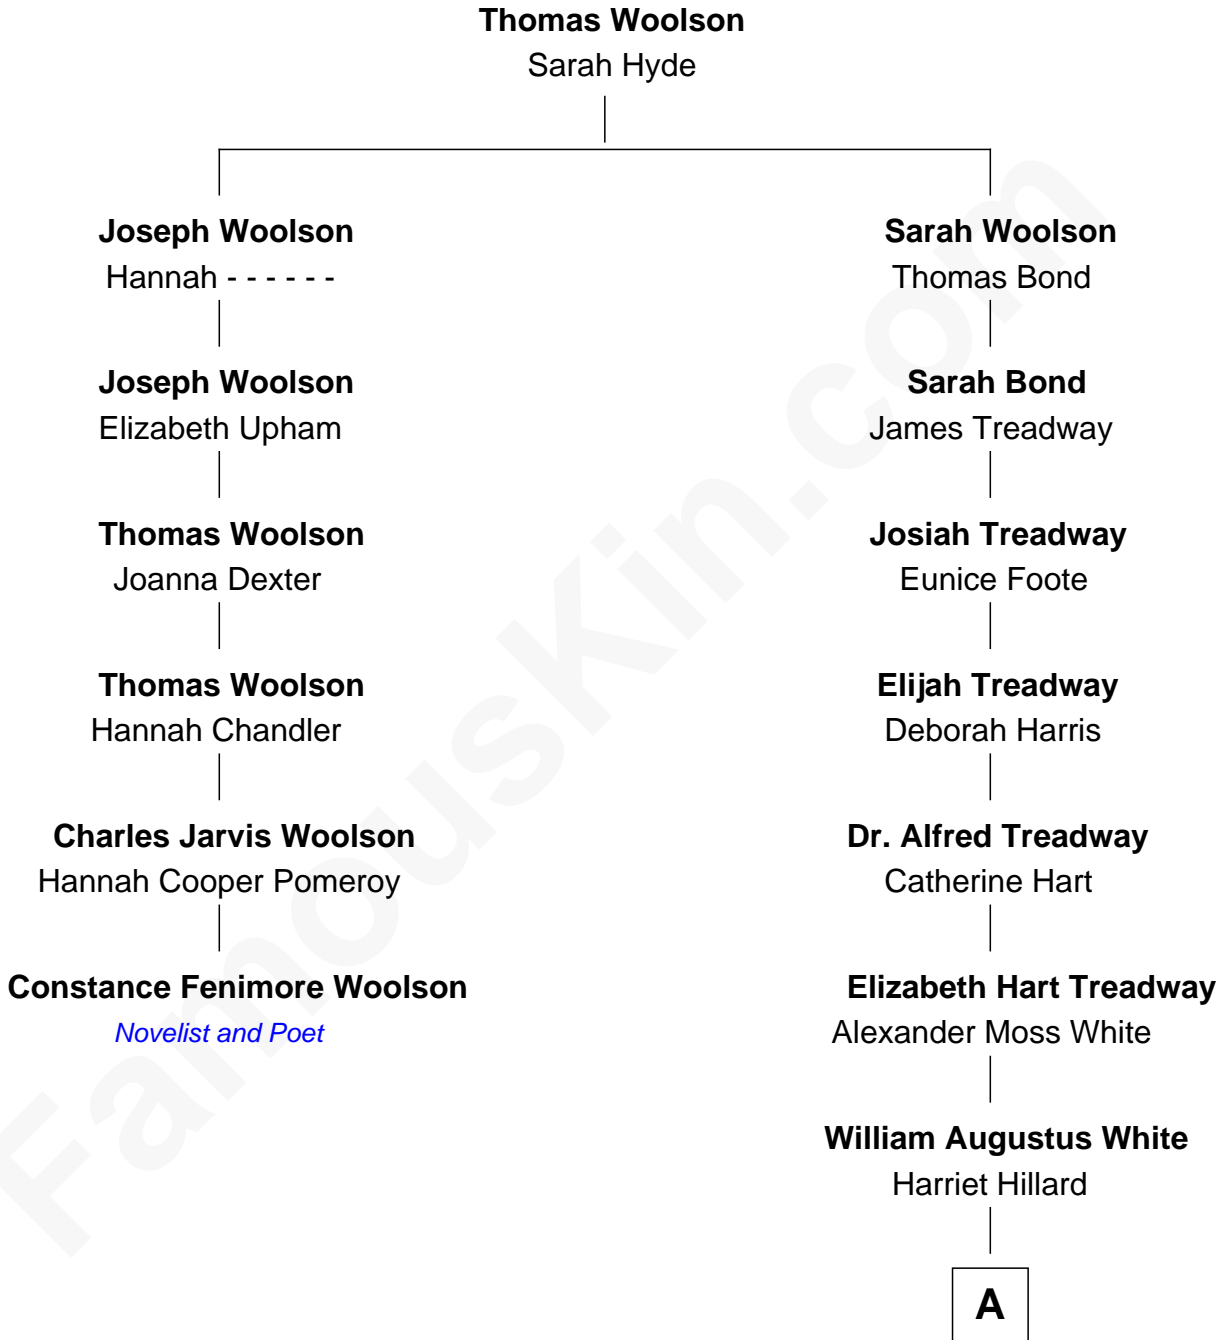 Thomas Woolson
Sarah Hyde
Joseph Woolson
Hannah - - - - - -
Sarah Woolson
Thomas Bond
Joseph Woolson
Elizabeth Upham
Sarah Bond
James Treadway
Thomas Woolson
Joanna Dexter
Josiah Treadway
Eunice Foote
Thomas Woolson
Hannah Chandler
Elijah Treadway
Deborah Harris
Charles Jarvis Woolson
Hannah Cooper Pomeroy
Dr. Alfred Treadway
Catherine Hart
Constance Fenimore Woolson
Novelist and Poet
Elizabeth Hart Treadway
Alexander Moss White
William Augustus White
Harriet Hillard
A
FamousKin.com